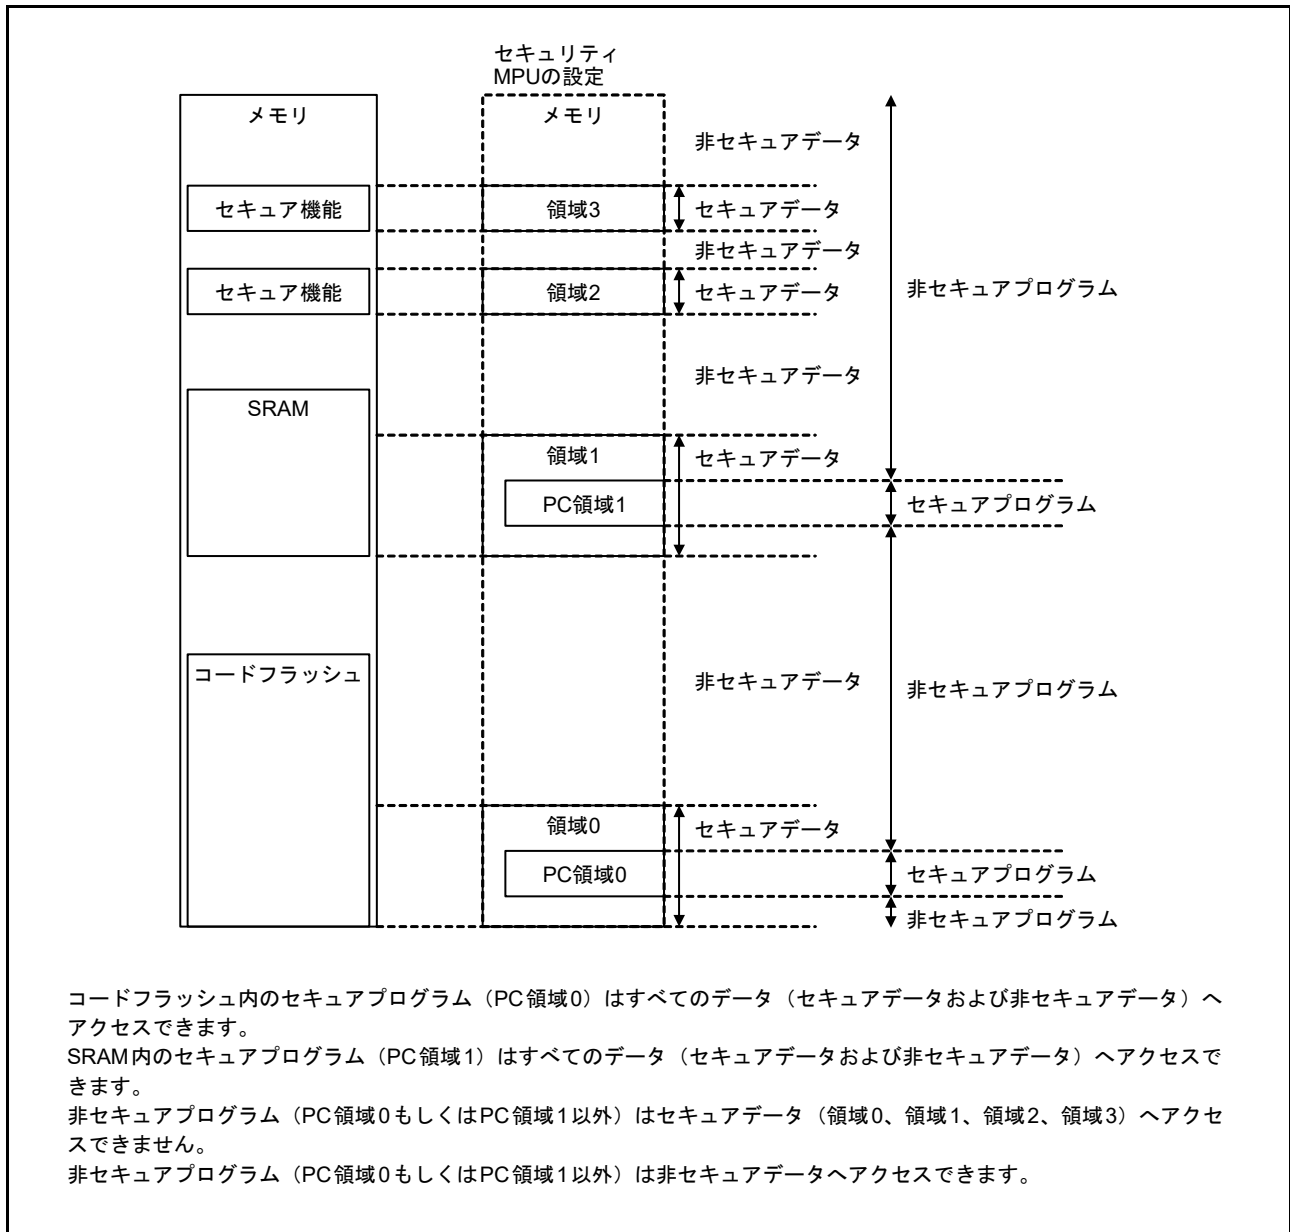 セキュリティ
MPUの設定
メモリ
メモリ
非セキュアデータ
セキュア機能
領域3
セキュアデータ
非セキュアデータ
セキュア機能
領域2
セキュアデータ
非セキュアプログラム
非セキュアデータ
SRAM
領域1
セキュアデータ
PC領域1
セキュアプログラム
コードフラッシュ
非セキュアデータ
非セキュアプログラム
領域0
セキュアデータ
PC領域0
セキュアプログラム
非セキュアプログラム
コードフラッシュ内のセキュアプログラム（PC領域0）はすべてのデータ（セキュアデータおよび非セキュアデータ）へ
アクセスできます。
SRAM内のセキュアプログラム（PC領域1）はすべてのデータ（セキュアデータおよび非セキュアデータ）へアクセスで
きます。
非セキュアプログラム（PC領域0もしくはPC領域1以外）はセキュアデータ（領域0、領域1、領域2、領域3）へアクセ
スできません。
非セキュアプログラム（PC領域0もしくはPC領域1以外）は非セキュアデータへアクセスできます。